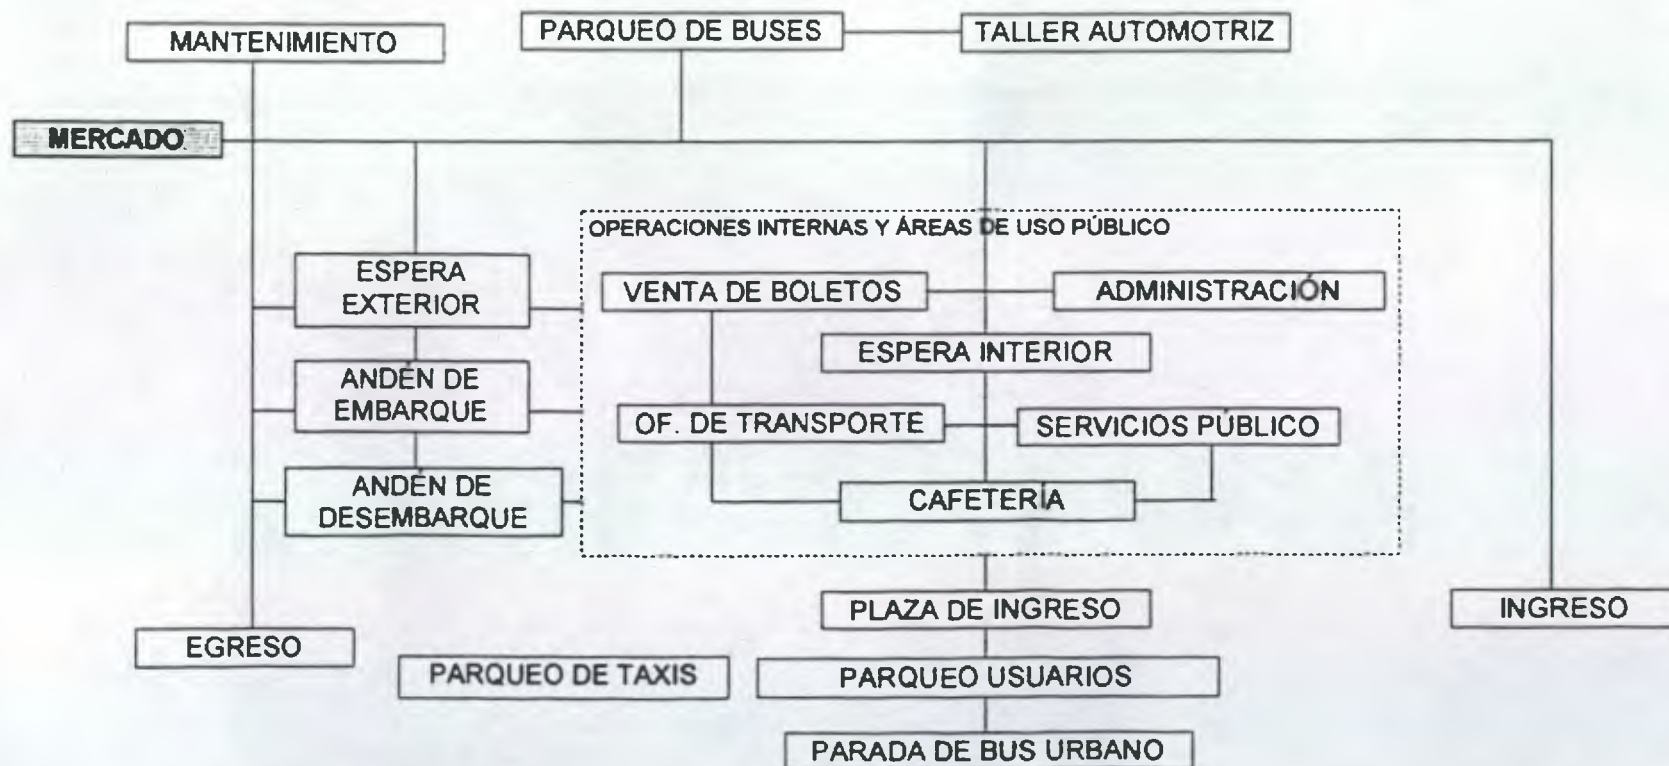 MANTENIMIENTO
PARQUEO DE BUSES
TALLER AUTOMOTRIZ
MERCADO
OPERACIONES INTERNAS Y ÁREAS DE USO PÚBLICO
ESPERA
EXTERIOR
VENTA DE BOLETOS
ADMINISTRACIÓN
ESPERA INTERIOR
ANDÉN DE
EMBARQUE
OF. DE TRANSPORTE
SERVICIOS PÚBLICO
ANDÉN DE
DESEMBARQUE
CAFETERÍA
PLAZA DE INGRESO
INGRESO
EGRESO
PARQUEO DE TAXIS
PARQUEO USUARIOS
PARADA DE BUS URBANO